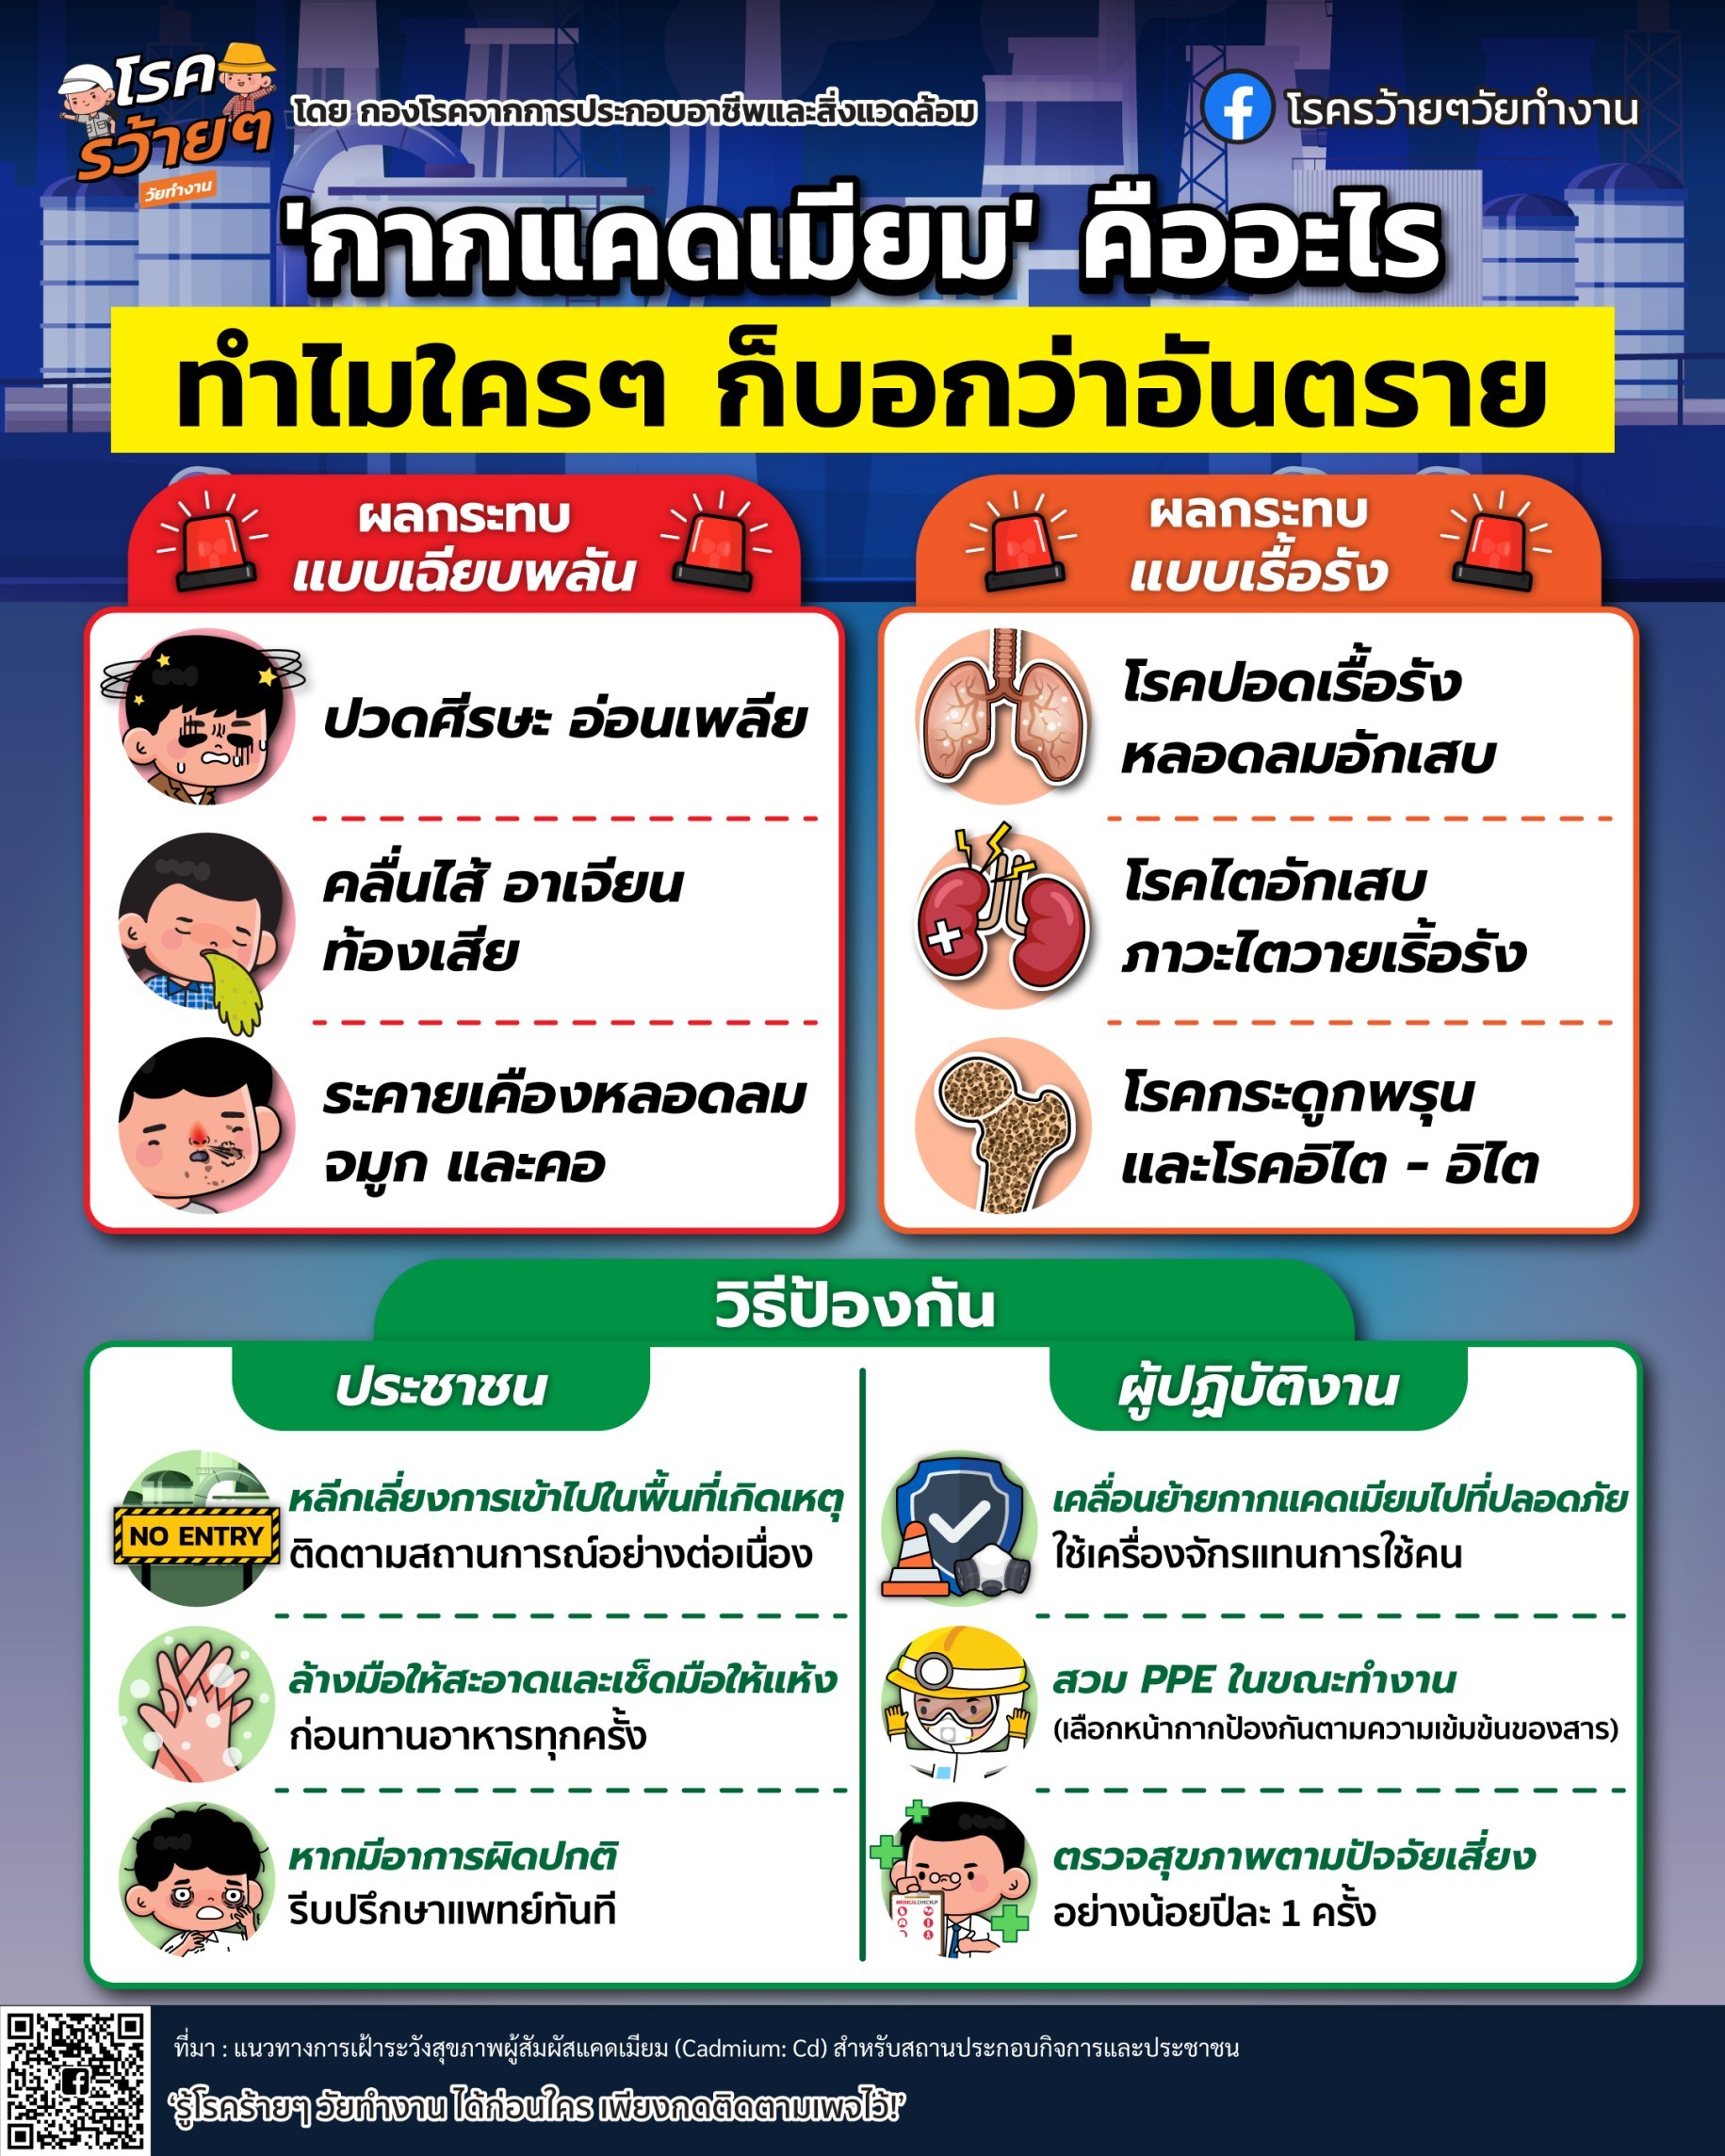 โรค
รว้ายๆ
วัยทำงาน
โดย กองโรคจากการประกอบอาชีพและสิ่งแวดล้อม
โรครว้ายๆวัยทำงาน
'กากแคดเมียม' คืออะไร
ทำไมใครๆ ก็บอกว่าอันตราย
ผลกระทบ
แบบเฉียบพลัน
ปวดศีรษะ อ่อนเพลีย
คลื่นไส้ อาเจียน
ท้องเสีย
ระคายเคืองหลอดลม
จมูก และคอ
ผลกระทบ
แบบเรื้อรัง
โรคปอดเรื้อรัง
หลอดลมอักเสบ
โรคไตอักเสบ
ภาวะไตวายเริ้อรัง
โรคกระดูกพรุน
และโรคอิไต - อิไต
วิธีป้องกัน
ประชาชน
NO ENTRY
หลีกเลี่ยงการเข้าไปในพื้นที่เกิดเหตุ
ติดตามสถานการณ์อย่างต่อเนื่อง
ล้างมือให้สะอาดและเช็ดมือให้แห้ง
ก่อนทานอาหารทุกครั้ง
หากมีอาการผิดปกติ
รีบปรึกษาแพทย์ทันที
ผู้ปฏิบัติงาน
เคลื่อนย้ายกากแคดเมียมไปที่ปลอดภัย
ใช้เครื่องจักรแทนการใช้คน
สวม PPE ในขณะทำงาน
(เลือกหน้ากากป้องกันตามความเข้มข้นของสาร)
MEDICAL CHECKUP
ตรวจสุขภาพตามปัจจัยเสี่ยง
อย่างน้อยปีละ 1 ครั้ง
ที่มา : แนวทางการเฝ้าระวังสุขภาพผู้สัมผัสแคดเมียม (Cadmium: Cd) สำหรับสถานประกอบกิจการและประชาชน
'รู้โรคร้ายๆ วัยทำงาน ได้ก่อนใคร เพียงกดติดตามเพจไว้!'